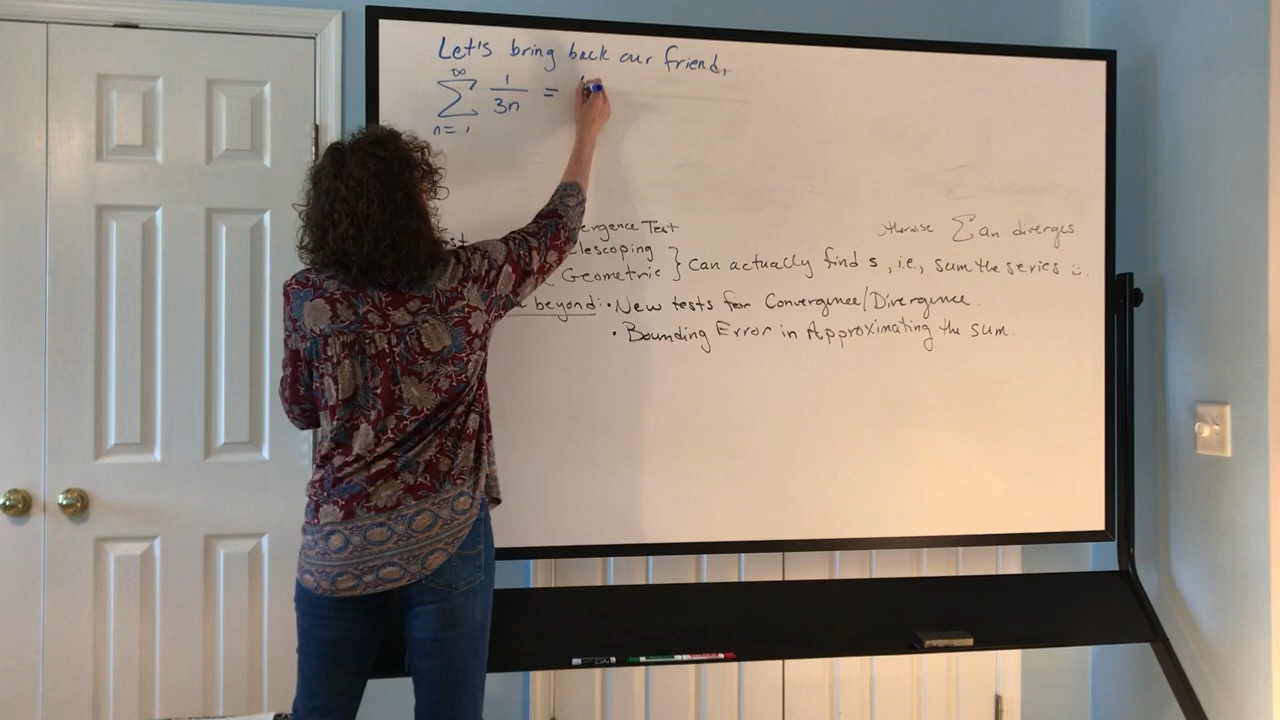 Let's bring back our friend,
∞
∑ 1/3n =
n=1
ergence Test
otherwise ∑an diverges.
st
lescoping
Geometric } Can actually find s, i.e., sum the series :.
beyond: • New tests for Convergence/Divergence.
• Bounding Error in Approximating the sum.